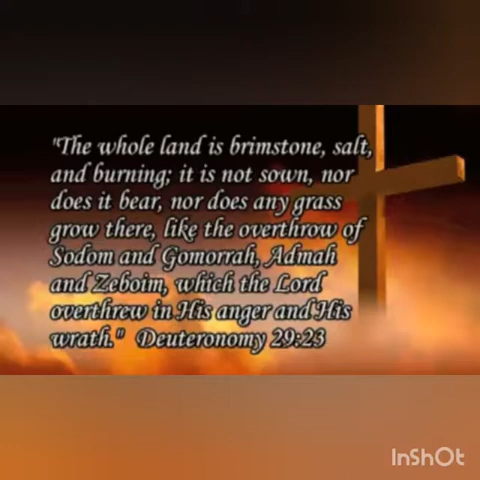 "The whole land is brimstone, salt,
and burning; it is not sown, nor
does it bear, nor does any grass
grow there, like the overthrow of
Sodom and Gomorrah, Admah
and Zeboim, which the Lord
overthrew in His anger and His
wrath." Deuteronomy 29:23
InShOt